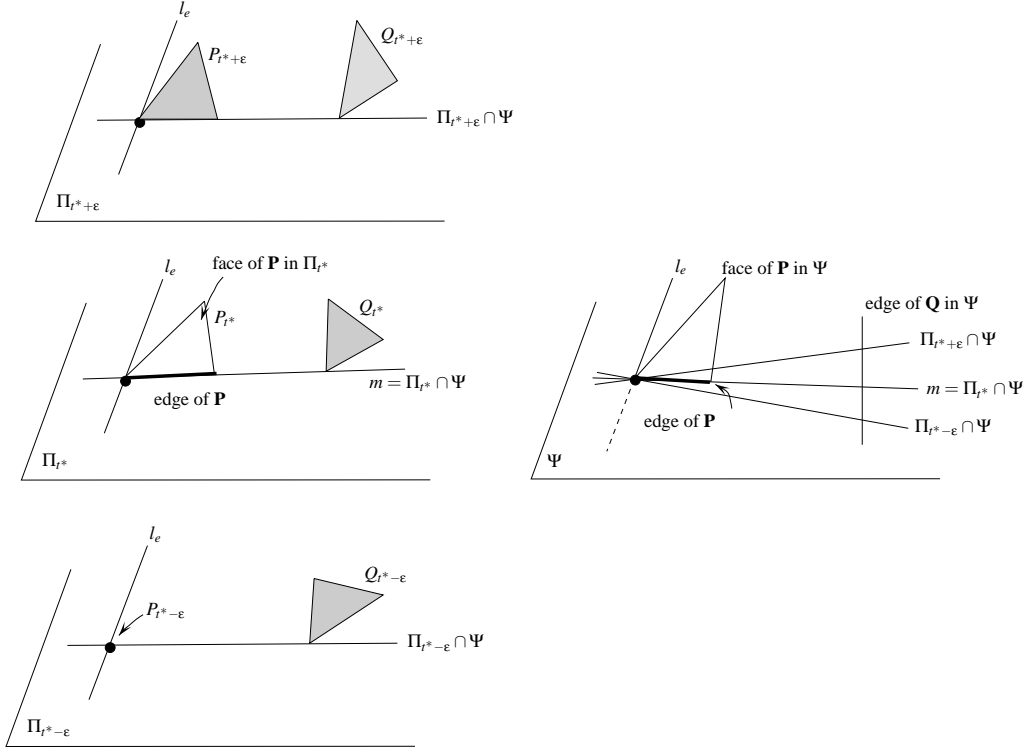 l_e
P_{t*+ε}
Q_{t*+ε}
Π_{t*+ε} ∩ Ψ
Π_{t*+ε}
face of P in Π_{t*}
l_e
P_{t*}
Q_{t*}
m = Π_{t*} ∩ Ψ
edge of P
Π_{t*}
l_e
face of P in Ψ
edge of Q in Ψ
Π_{t*+ε} ∩ Ψ
m = Π_{t*} ∩ Ψ
edge of P
Π_{t*−ε} ∩ Ψ
Ψ
l_e
P_{t*−ε}
Q_{t*−ε}
Π_{t*−ε} ∩ Ψ
Π_{t*−ε}